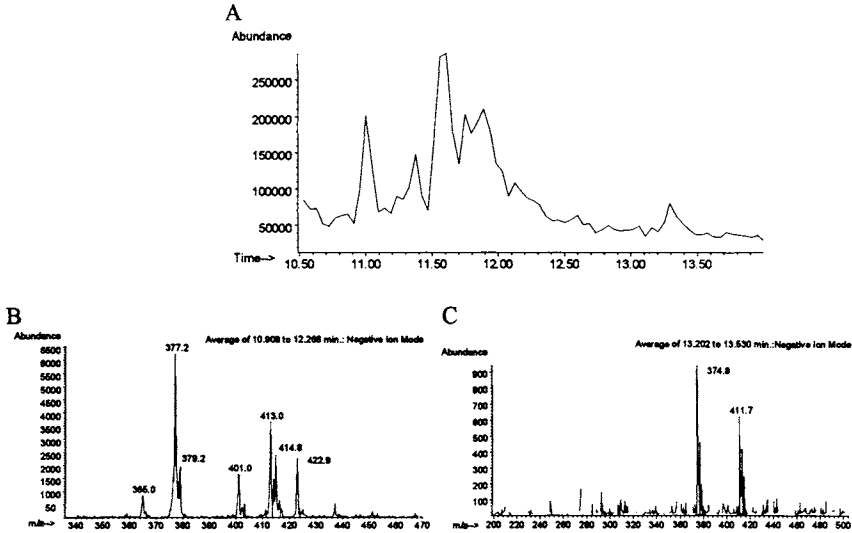 A
Abundance
250000
200000
150000
100000
50000
Time-->
10.50 11.00 11.50 12.00 12.50 13.00 13.50
B
Abundance
Average of 10.908 to 12.266 min.: Negative Ion Mode
6500
6000
5500
5000
4500
4000
3500
3000
2500
2000
1500
1000
50
377.2
379.2
365.0
401.0
413.0
414.8
422.9
m/z-->
340 350 360 370 380 390 400 410 420 430 440 450 460 470
C
Average of 13.202 to 13.530 min.:Negative Ion Mode
Abundance
900
800
700
600
500
400
300
200
100
374.8
411.7
m/z-->
200 220 240 260 280 300 320 340 360 380 400 420 440 460 480 500